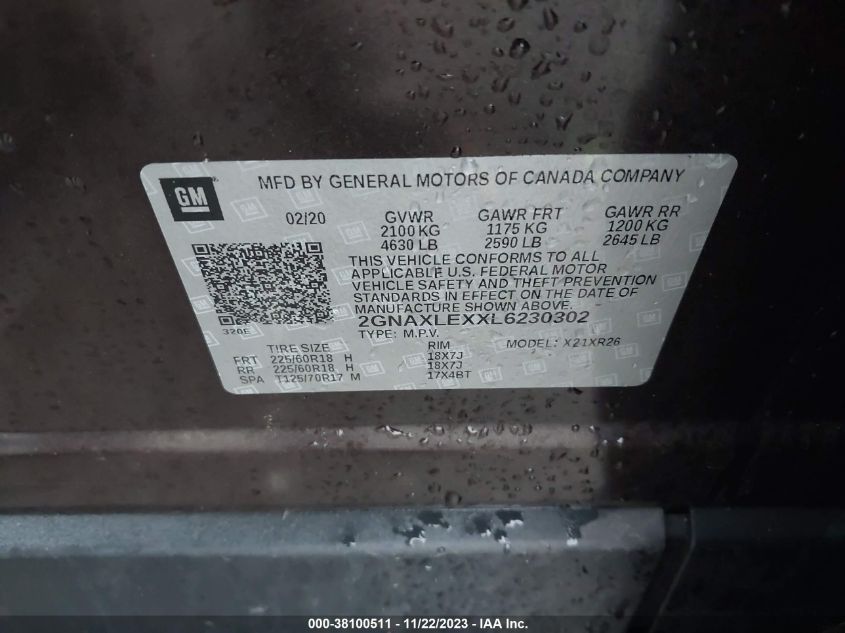 GM
MFD BY GENERAL MOTORS OF CANADA COMPANY
02/20 GVWR GAWR FRT GAWR RR
2100 KG 1175 KG 1200 KG
4630 LB 2590 LB 2645 LB
THIS VEHICLE CONFORMS TO ALL
APPLICABLE U.S. FEDERAL MOTOR
VEHICLE SAFETY AND THEFT PREVENTION
STANDARDS IN EFFECT ON THE DATE OF
MANUFACTURE SHOWN ABOVE.
320E 2GNAXLEXXL6230302
TYPE: M.P.V. MODEL: X21XR26
TIRE SIZE RIM
FRT 225/60R18 H 18X7J
RR 225/60R18 H 18X7J
SPA T125/70R17 M 17X4BT
000-38100511 - 11/22/2023 - IAA Inc.